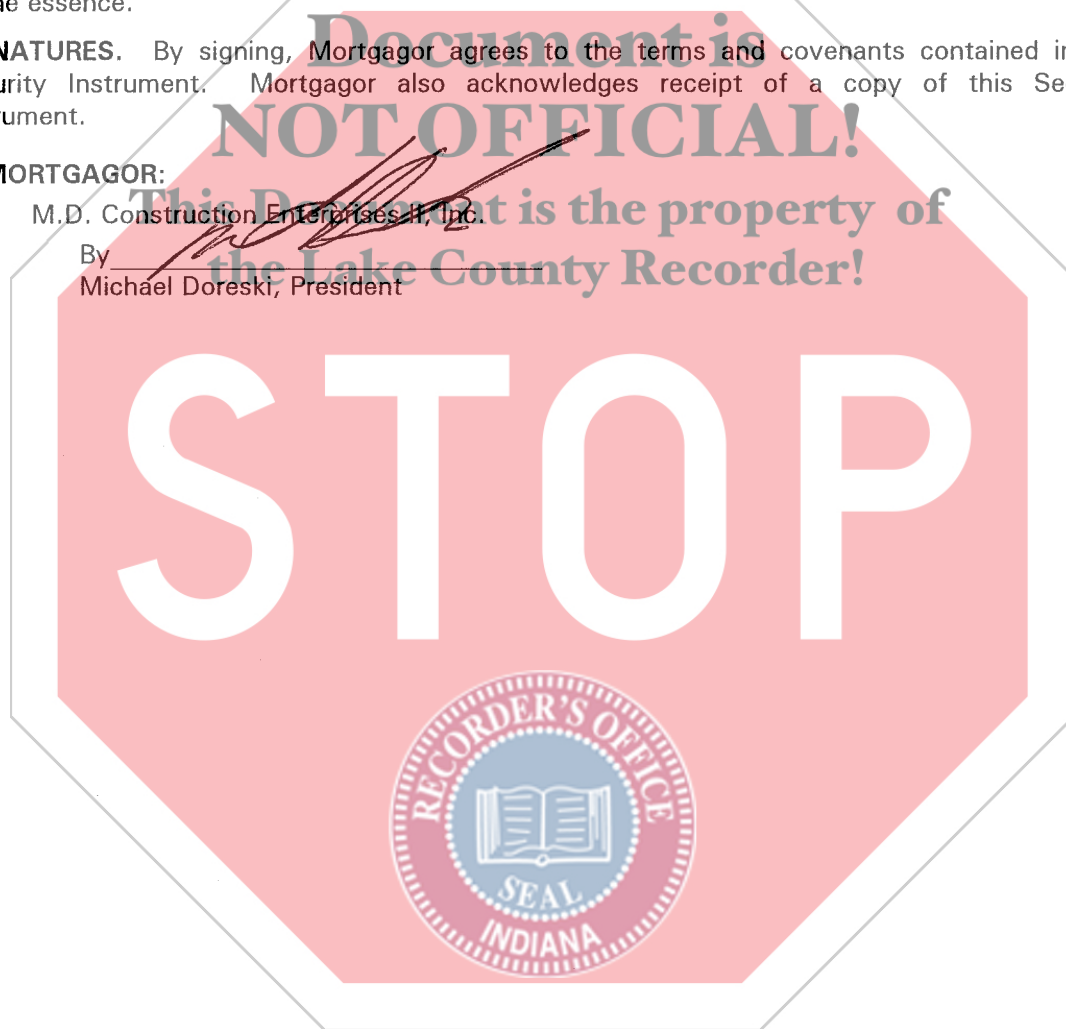 ne essence.
Document is
NATURES. By signing, Mortgagor agrees to the terms and covenants contained in
urity Instrument. Mortgagor also acknowledges receipt of a copy of this Se
rument.
NOT OFFICIAL!
MORTGAGOR:
This Document is the property of
M.D. Construction Enterprises II, Inc.
By
the Lake County Recorder!
Michael Doreski, President
STOP
RECORDER'S OFFICE
SEAL
INDIANA